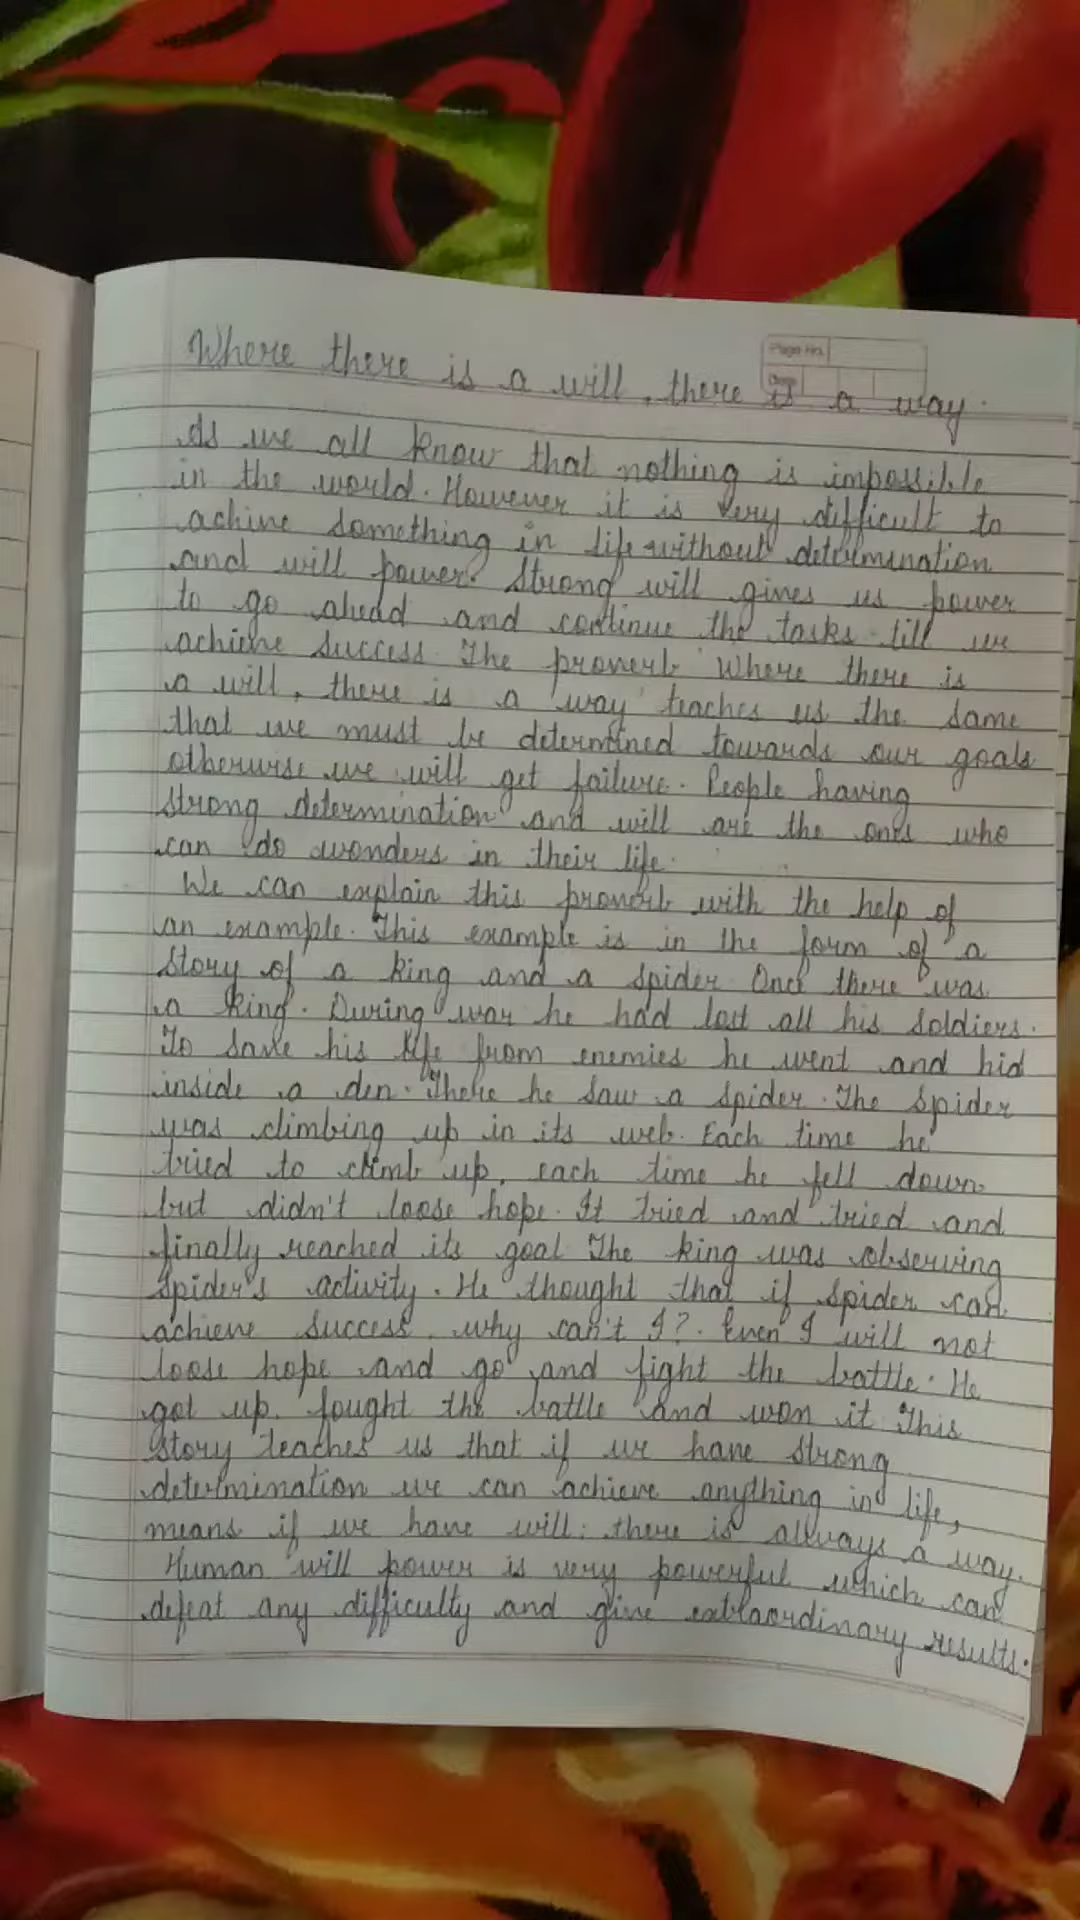 Where there is a will, there is a way.
Page No.
Date
As we all know that nothing is impossible
in the world. However it is very difficult to
achive something in life without determination
and will power. Strong will gives us power
to go ahead and continue the tasks till we
achieve success. The proverb 'Where there is
a will, there is a way' teaches us the same
that we must be determined towards our goals
otherwise we will get failure. People having
strong determination and will are the ones who
can do wonders in their life.
We can explain this proverb with the help of
an example. This example is in the form of a
story of a king and a spider. Once there was
a king. During war he had lost all his soldiers.
To save his life from enemies he went and hid
inside a den. There he saw a spider. The spider
was climbing up in its web. Each time he
tried to climb up, each time he fell down
but didn't loose hope. It tried and tried and
finally reached its goal The king was observing
spider's activity. He thought that if spider can
achieve success, why can't I?. Even I will not
loose hope and go and fight the battle. He
got up, fought the battle and won it This
story teaches us that if we have strong
determination we can achieve anything in life,
means if we have will, there is allways a way.
Human will power is very powerful which can
defeat any difficulty and give extraordinary results.